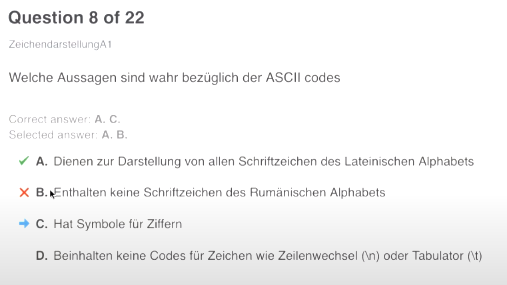 Question 8 of 22
ZeichendarstellungA1
Welche Aussagen sind wahr bezüglich der ASCII codes
Correct answer: A. C.
Selected answer: A. B.
A. Dienen zur Darstellung von allen Schriftzeichen des Lateinischen Alphabets
B. Enthalten keine Schriftzeichen des Rumänischen Alphabets
C. Hat Symbole für Ziffern
D. Beinhalten keine Codes für Zeichen wie Zeilenwechsel (\n) oder Tabulator (\t)